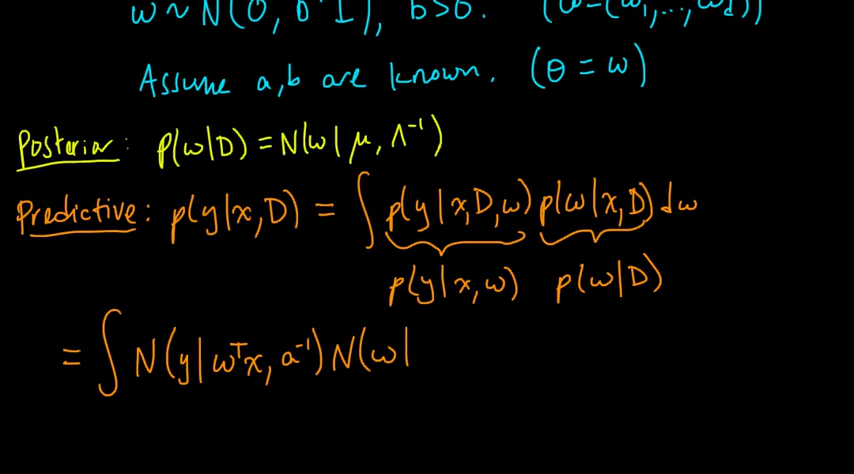 w ~ N(0, b⁻¹I), b>0. (w=(w₁,...,w_d))
Assume a,b are known. (θ = w)
Posterior: p(w|D) = N(w | μ, Λ⁻¹)
Predictive: p(y|x,D) = ∫ p(y|x,D,w) p(w|x,D) dw
p(y|x,w) p(w|D)
= ∫ N(y|wᵀx, a⁻¹) N(w|